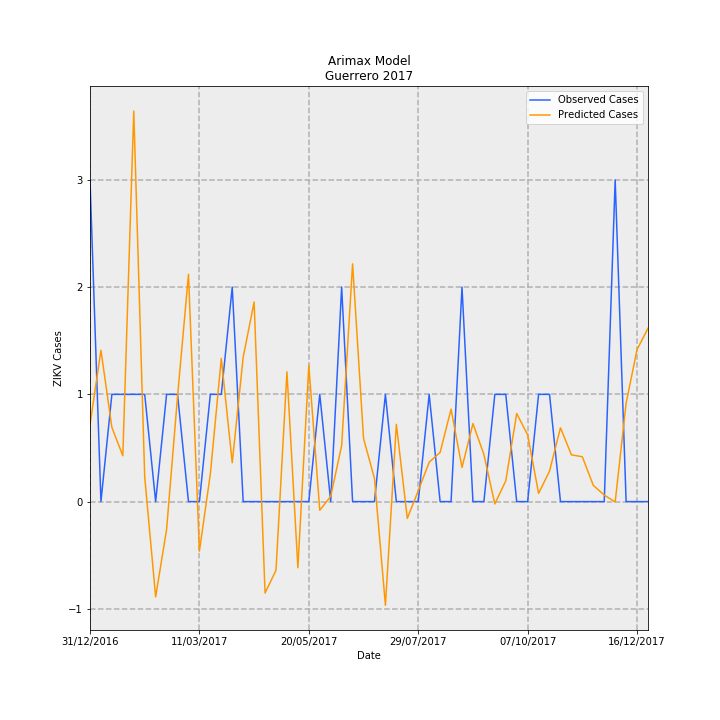 Arimax Model
Guerrero 2017
Observed Cases
Predicted Cases
ZIKV Cases
3
2
1
0
−1
31/12/2016
11/03/2017
20/05/2017
29/07/2017
07/10/2017
16/12/2017
Date